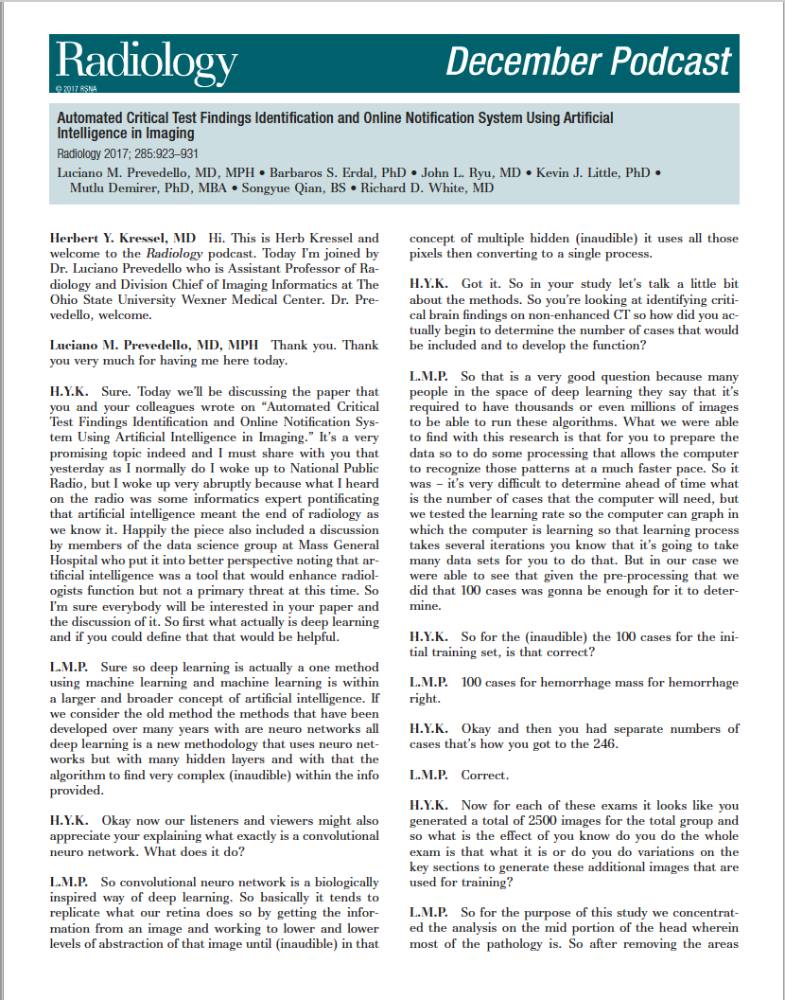 Radiology
December Podcast
© 2017 RSNA
Automated Critical Test Findings Identification and Online Notification System Using Artificial
Intelligence in Imaging
Radiology 2017; 285:923–931
Luciano M. Prevedello, MD, MPH • Barbaros S. Erdal, PhD • John L. Ryu, MD • Kevin J. Little, PhD •
Mutlu Demirer, PhD, MBA • Songyue Qian, BS • Richard D. White, MD
Herbert Y. Kressel, MD Hi. This is Herb Kressel and
welcome to the Radiology podcast. Today I'm joined by
Dr. Luciano Prevedello who is Assistant Professor of Ra-
diology and Division Chief of Imaging Informatics at The
Ohio State University Wexner Medical Center. Dr. Pre-
vedello, welcome.
Luciano M. Prevedello, MD, MPH Thank you. Thank
you very much for having me here today.
H.Y.K. Sure. Today we'll be discussing the paper that
you and your colleagues wrote on "Automated Critical
Test Findings Identification and Online Notification Sys-
tem Using Artificial Intelligence in Imaging." It's a very
promising topic indeed and I must share with you that
yesterday as I normally do I woke up to National Public
Radio, but I woke up very abruptly because what I heard
on the radio was some informatics expert pontificating
that artificial intelligence meant the end of radiology as
we know it. Happily the piece also included a discussion
by members of the data science group at Mass General
Hospital who put it into better perspective noting that ar-
tificial intelligence was a tool that would enhance radiol-
ogists function but not a primary threat at this time. So
I'm sure everybody will be interested in your paper and
the discussion of it. So first what actually is deep learning
and if you could define that that would be helpful.
L.M.P. Sure so deep learning is actually a one method
using machine learning and machine learning is within
a larger and broader concept of artificial intelligence. If
we consider the old method the methods that have been
developed over many years with are neuro networks all
deep learning is a new methodology that uses neuro net-
works but with many hidden layers and with that the
algorithm to find very complex (inaudible) within the info
provided.
H.Y.K. Okay now our listeners and viewers might also
appreciate your explaining what exactly is a convolutional
neuro network. What does it do?
L.M.P. So convolutional neuro network is a biologically
inspired way of deep learning. So basically it tends to
replicate what our retina does so by getting the infor-
mation from an image and working to lower and lower
levels of abstraction of that image until (inaudible) in that
concept of multiple hidden (inaudible) it uses all those
pixels then converting to a single process.
H.Y.K. Got it. So in your study let's talk a little bit
about the methods. So you're looking at identifying criti-
cal brain findings on non-enhanced CT so how did you ac-
tually begin to determine the number of cases that would
be included and to develop the function?
L.M.P. So that is a very good question because many
people in the space of deep learning they say that it's
required to have thousands or even millions of images
to be able to run these algorithms. What we were able
to find with this research is that for you to prepare the
data so to do some processing that allows the computer
to recognize those patterns at a much faster pace. So it
was – it's very difficult to determine ahead of time what
is the number of cases that the computer will need, but
we tested the learning rate so the computer can graph in
which the computer is learning so that learning process
takes several iterations you know that it's going to take
many data sets for you to do that. But in our case we
were able to see that given the pre-processing that we
did that 100 cases was gonna be enough for it to deter-
mine.
H.Y.K. So for the (inaudible) the 100 cases for the ini-
tial training set, is that correct?
L.M.P. 100 cases for hemorrhage mass for hemorrhage
right.
H.Y.K. Okay and then you had separate numbers of
cases that's how you got to the 246.
L.M.P. Correct.
H.Y.K. Now for each of these exams it looks like you
generated a total of 2500 images for the total group and
so what is the effect of you know do you do the whole
exam is that what it is or do you do variations on the
key sections to generate these additional images that are
used for training?
L.M.P. So for the purpose of this study we concentrat-
ed the analysis on the mid portion of the head wherein
most of the pathology is. So after removing the areas